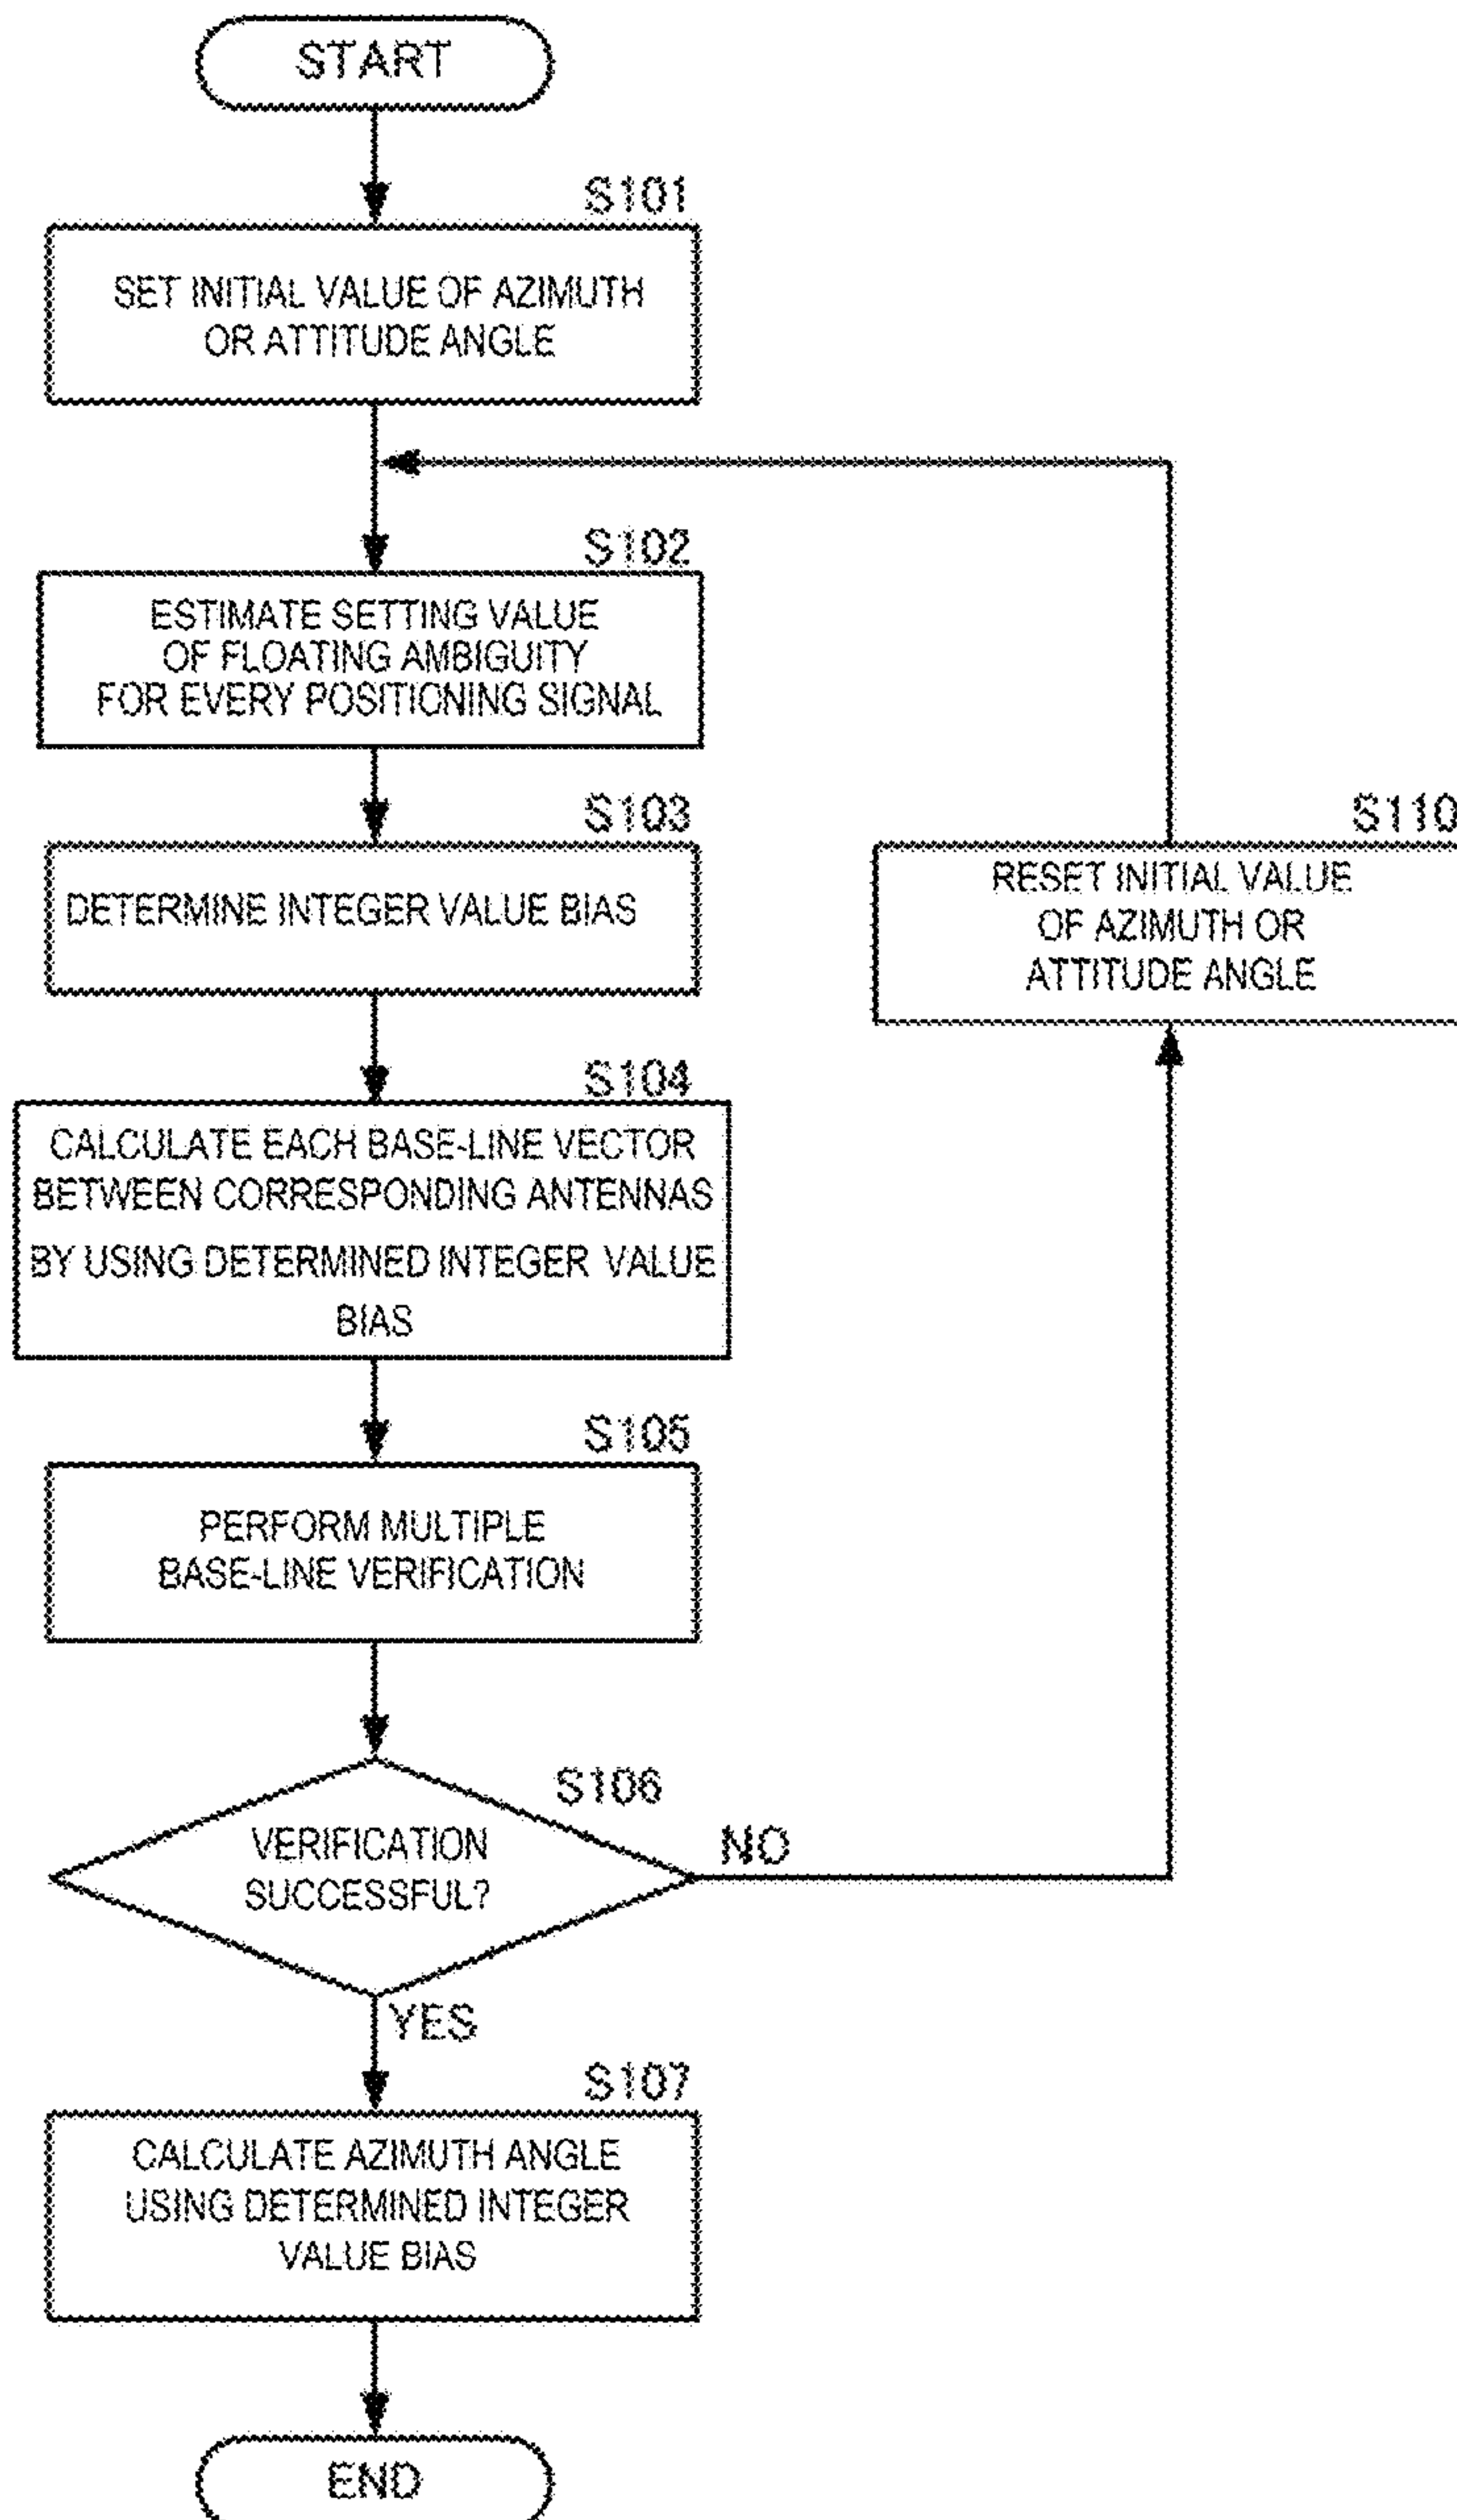 START
S101
SET INITIAL VALUE OF AZIMUTH
OR ATTITUDE ANGLE
S102
ESTIMATE SETTING VALUE
OF FLOATING AMBIGUITY
FOR EVERY POSITIONING SIGNAL
S103
DETERMINE INTEGER VALUE BIAS
S110
RESET INITIAL VALUE
OF AZIMUTH OR
ATTITUDE ANGLE
S104
CALCULATE EACH BASE-LINE VECTOR
BETWEEN CORRESPONDING ANTENNAS
BY USING DETERMINED INTEGER VALUE
BIAS
S105
PERFORM MULTIPLE
BASE-LINE VERIFICATION
S106
VERIFICATION
SUCCESSFUL?
NO
YES
S107
CALCULATE AZIMUTH ANGLE
USING DETERMINED INTEGER
VALUE BIAS
END